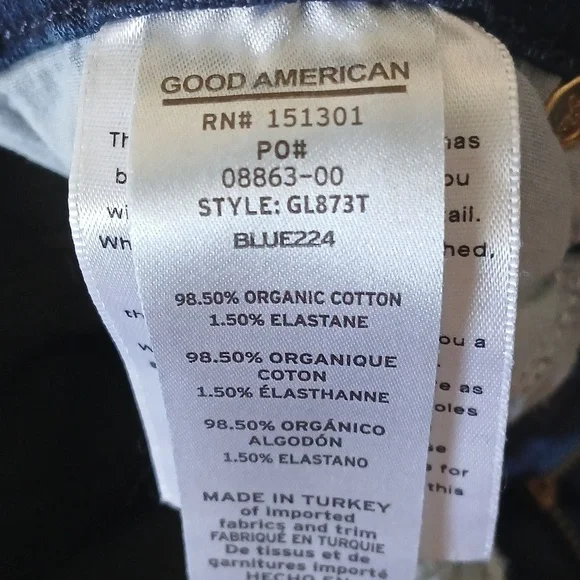 GOOD AMERICAN
RN# 151301
PO#
08863-00
STYLE: GL873T
BLUE224
98.50% ORGANIC COTTON
1.50% ELASTANE
98.50% ORGANIQUE
COTON
1.50% ÉLASTHANNE
98.50% ORGÁNICO
ALGODÓN
1.50% ELASTANO
MADE IN TURKEY
of imported
fabrics and trim
FABRIQUÉ EN TURQUIE
De tissus et de
garnitures importé
HECHO EN